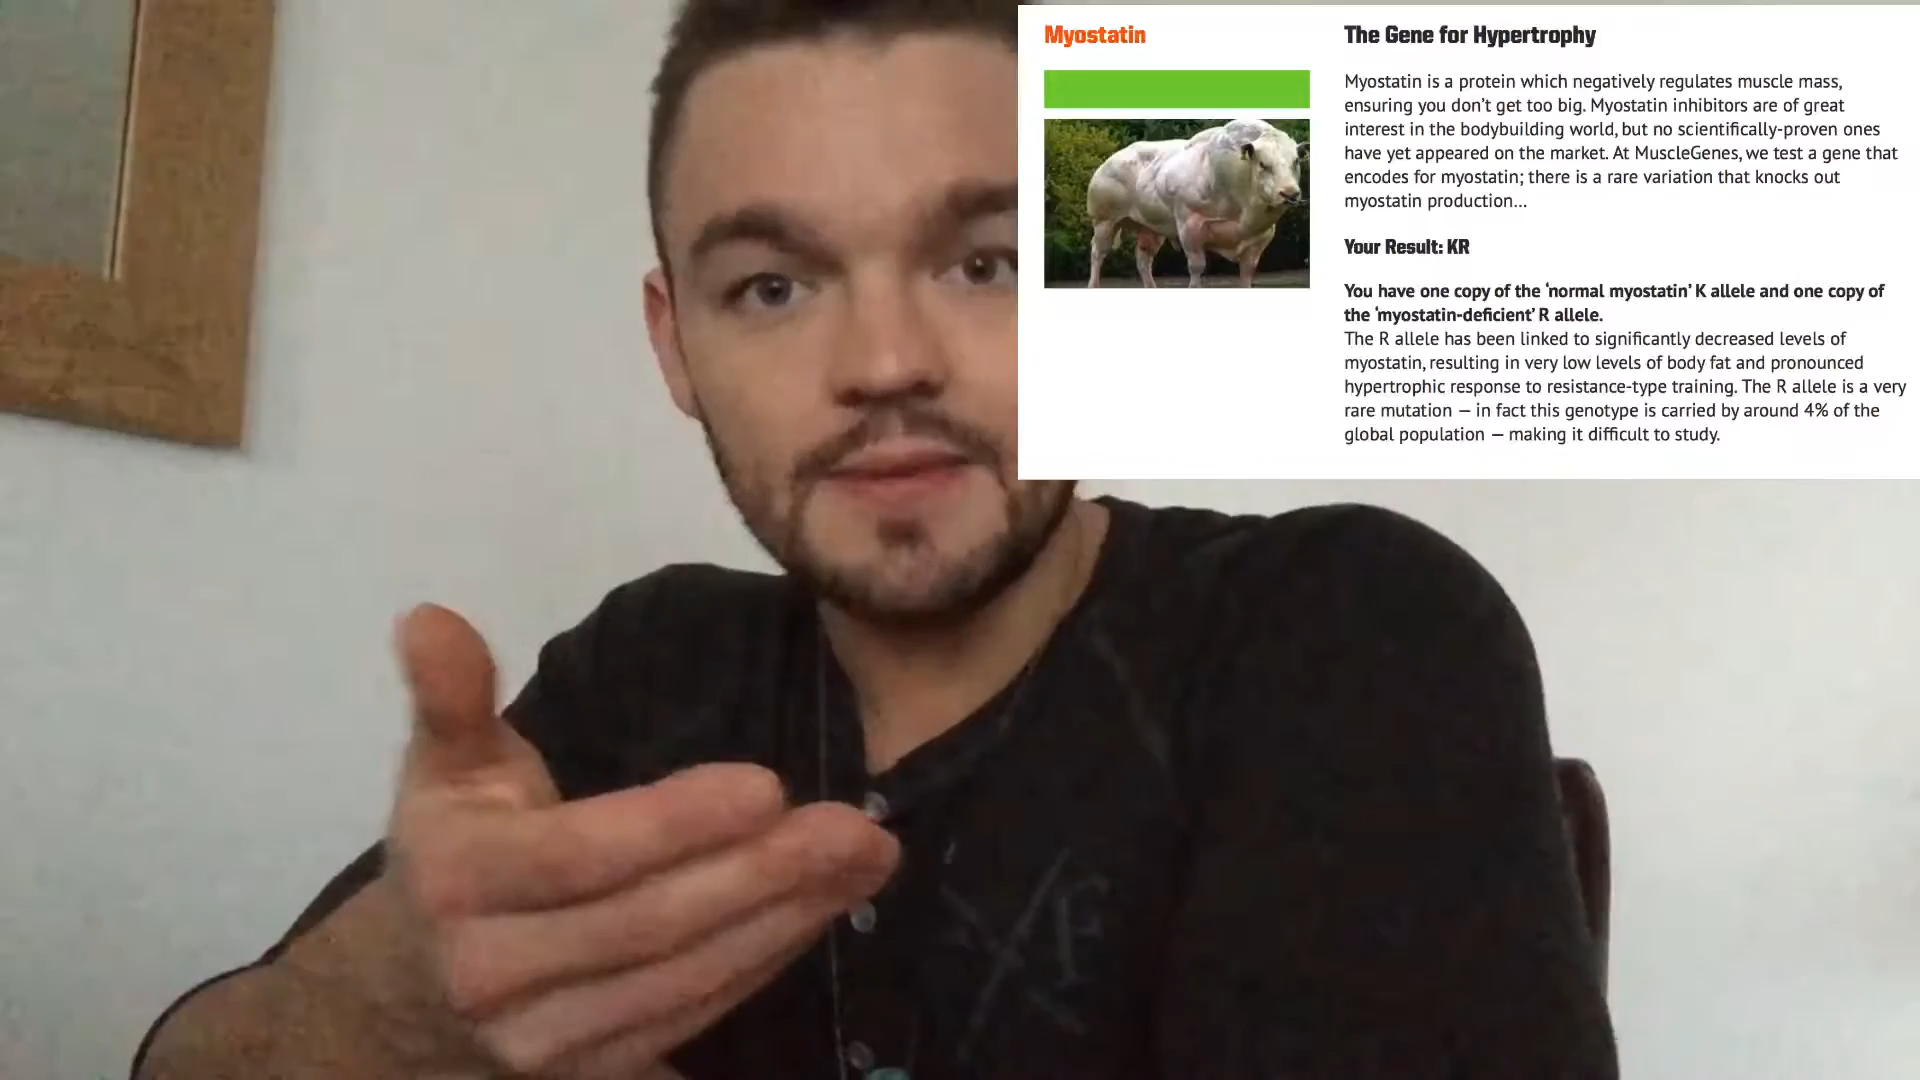 Myostatin
The Gene for Hypertrophy
Myostatin is a protein which negatively regulates muscle mass,
ensuring you don't get too big. Myostatin inhibitors are of great
interest in the bodybuilding world, but no scientifically-proven ones
have yet appeared on the market. At MuscleGenes, we test a gene that
encodes for myostatin; there is a rare variation that knocks out
myostatin production...
Your Result: KR
You have one copy of the ‘normal myostatin’ K allele and one copy of
the ‘myostatin-deficient’ R allele.
The R allele has been linked to significantly decreased levels of
myostatin, resulting in very low levels of body fat and pronounced
hypertrophic response to resistance-type training. The R allele is a very
rare mutation — in fact this genotype is carried by around 4% of the
global population — making it difficult to study.